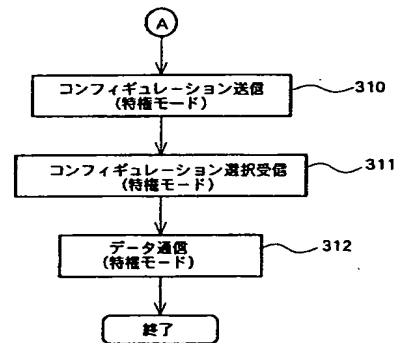 A
コンフィギュレーション送信
(特権モード)
310
コンフィギュレーション選択受信
(特権モード)
311
データ通信
(特権モード)
312
終了